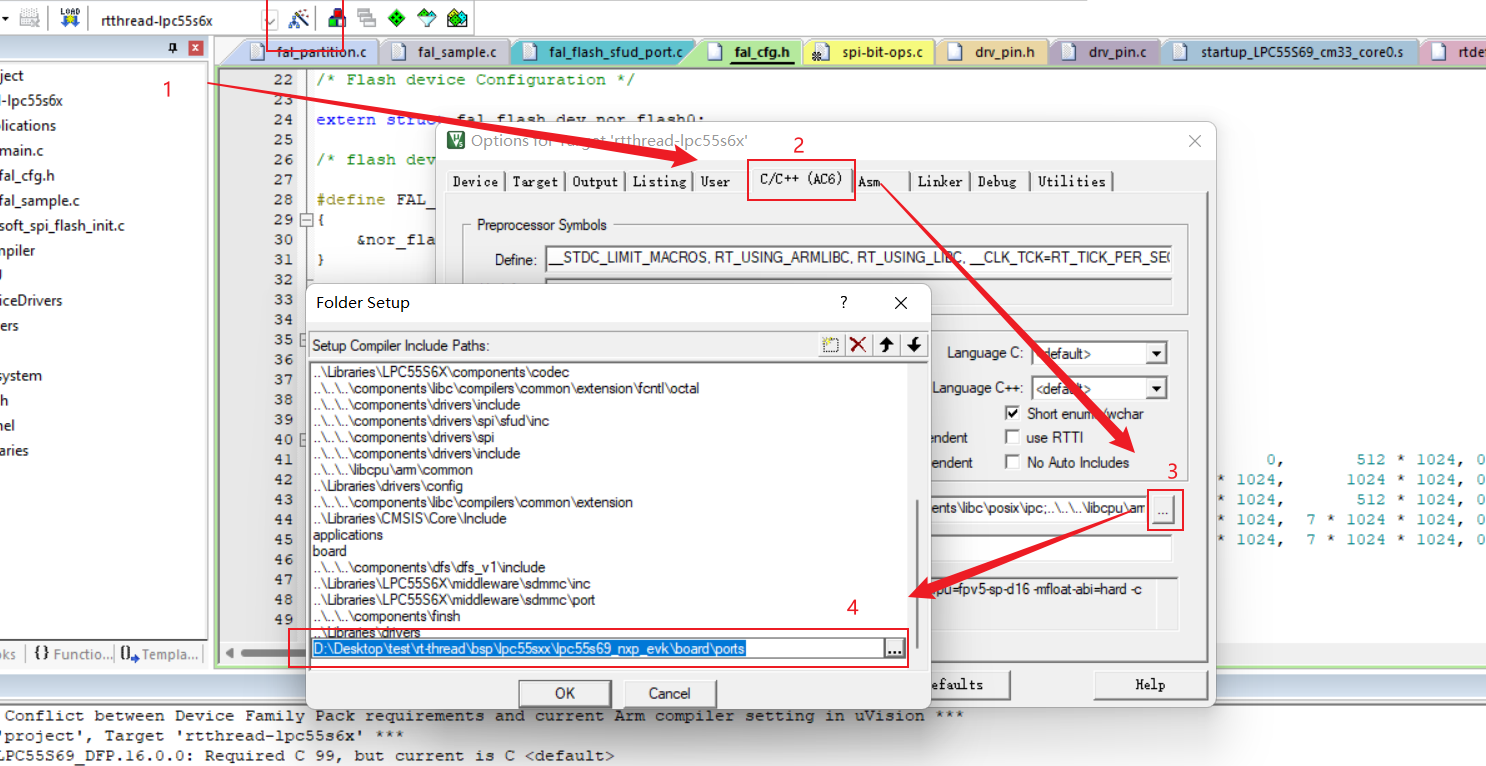 LOAD
rtthread-lpc55s6x
fal_partition.c
fal_sample.c
fal_flash_sfud_port.c
fal_cfg.h
spi-bit-ops.c
drv_pin.h
drv_pin.c
startup_LPC55S69_cm33_core0.s
rtde
ject
-lpc55s6x
lications
main.c
fal_cfg.h
fal_sample.c
soft_spi_flash_init.c
mpiler
iceDrivers
ers
system
h
nel
aries
1
22 /* Flash device Configuration */
23
24 extern struc fal_flash_dev nor_flash0;
25
26 /* flash dev
27
28 #define FAL_
29 {
30 &nor_fla
31 }
32
33
34
35
36
37
38
39
40
41 0, 512 * 1024, 0
42 * 1024, 1024 * 1024, 0
43 * 1024, 512 * 1024, 0
44 * 1024, 7 * 1024 * 1024, 0
45 * 1024, 7 * 1024 * 1024, 0
46
47
48
49
Options for Target 'rtthread-lpc55s6x'
2
Device Target Output Listing User C/C++ (AC6) Asm Linker Debug Utilities
Preprocessor Symbols
Define: __STDC_LIMIT_MACROS, RT_USING_ARMLIBC, RT_USING_LIBC, __CLK_TCK=RT_TICK_PER_SEC
Language C: <default>
Language C++: <default>
Short enums/wchar
endent use RTTI
endent No Auto Includes
3
ents\libc\posix\ipc;..\..\..\libcpu\arm ...
pu=fpv5-sp-d16 -mfloat-abi=hard -c
efaults Help
Folder Setup ?
Setup Compiler Include Paths:
..\Libraries\LPC55S6X\components\codec
..\..\..\components\libc\compilers\common\extension\fcntl\octal
..\..\..\components\drivers\include
..\..\..\components\drivers\spi\sfud\inc
..\..\..\components\drivers\spi
..\..\..\components\drivers\include
..\..\..\libcpu\arm\common
..\Libraries\drivers\config
..\..\..\components\libc\compilers\common\extension
..\Libraries\CMSIS\Core\Include
applications
board
..\..\..\components\dfs\dfs_v1\include
..\Libraries\LPC55S6X\middleware\sdmmc\inc
..\Libraries\LPC55S6X\middleware\sdmmc\port
..\..\..\components\finsh
..\Libraries\drivers
D:\Desktop\test\rt-thread\bsp\lpc55sxx\lpc55s69_nxp_evk\board\ports ...
4
OK Cancel
oks {} Functio... Templa...
Conflict between Device Family Pack requirements and current Arm compiler setting in uVision ***
'project', Target 'rtthread-lpc55s6x' ***
LPC55S69_DFP.16.0.0: Required C 99, but current is C <default>